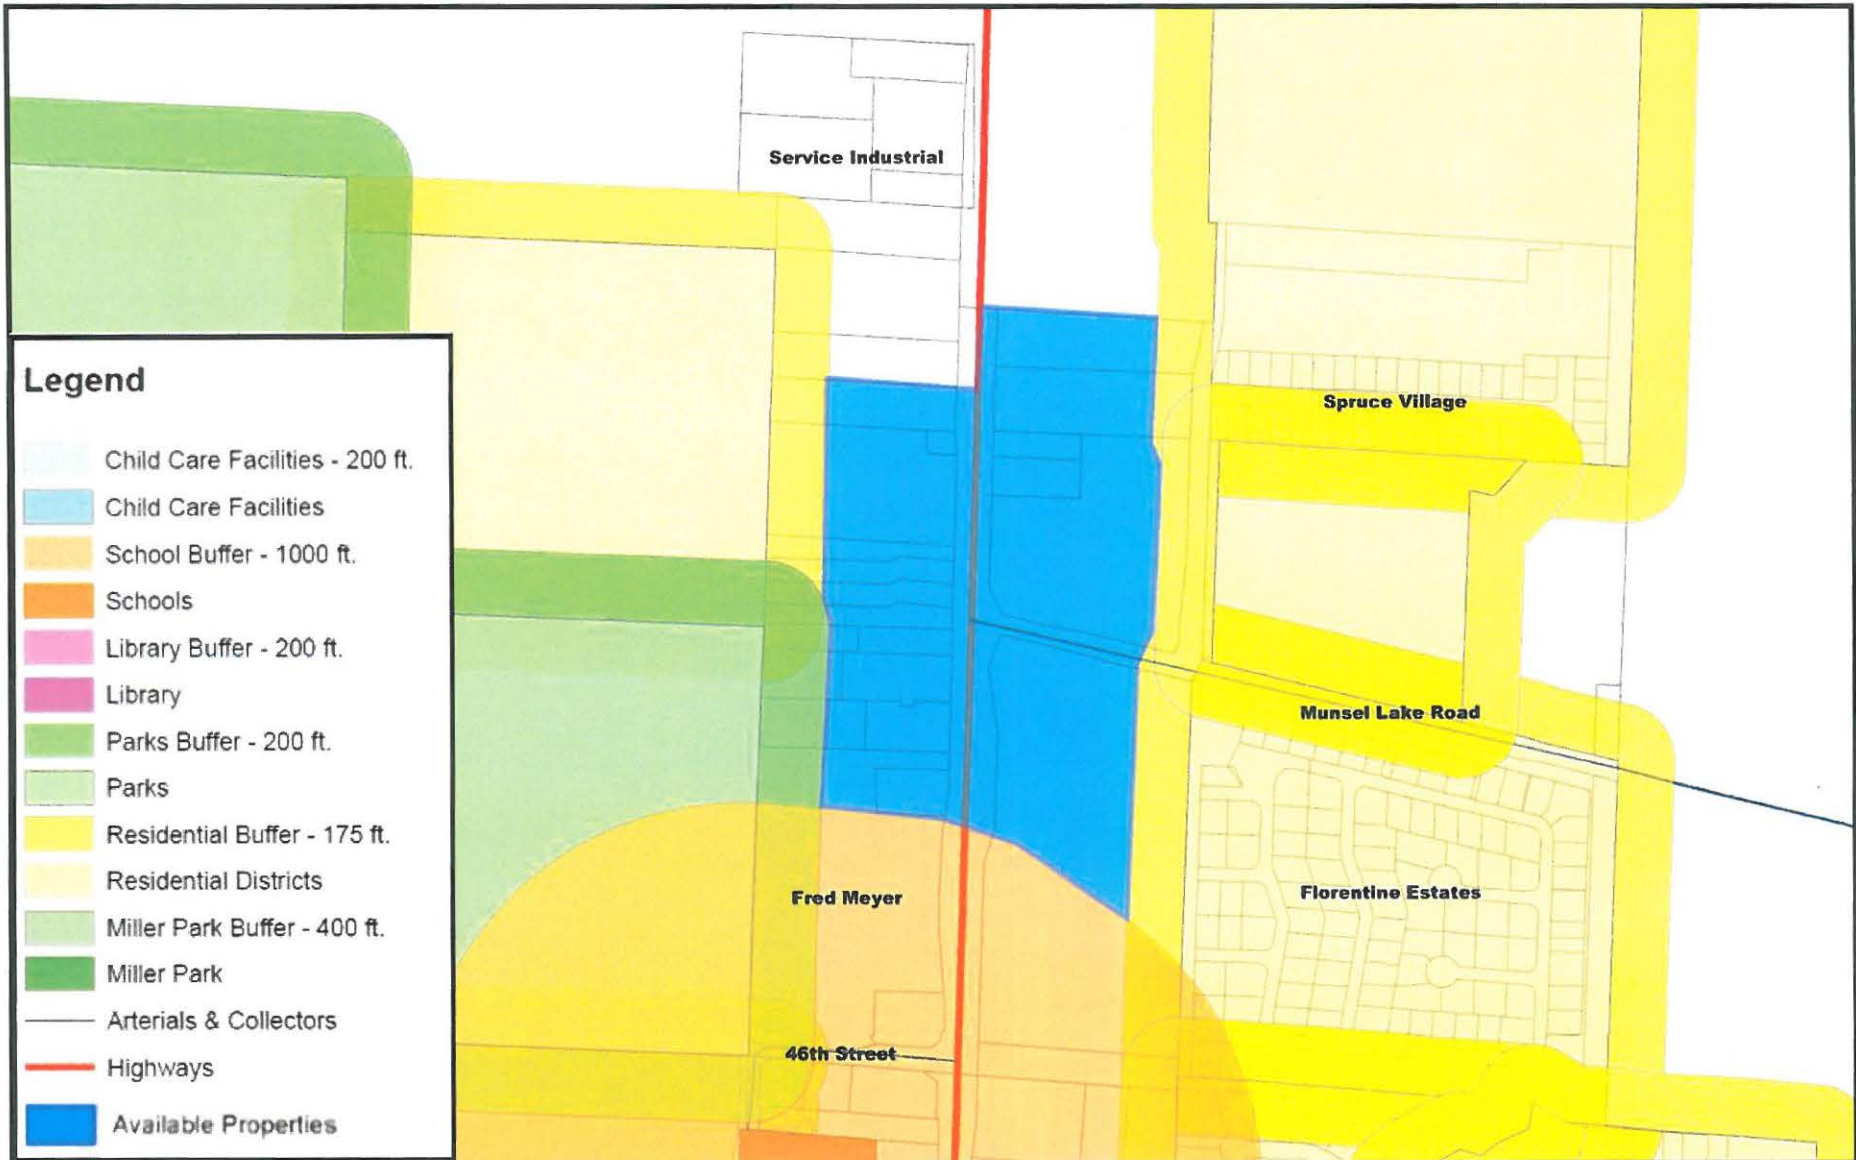 Service Industrial
Spruce Village
Munsel Lake Road
Florentine Estates
Fred Meyer
46th Street
Legend
Child Care Facilities - 200 ft.
Child Care Facilities
School Buffer - 1000 ft.
Schools
Library Buffer - 200 ft.
Library
Parks Buffer - 200 ft.
Parks
Residential Buffer - 175 ft.
Residential Districts
Miller Park Buffer - 400 ft.
Miller Park
Arterials & Collectors
Highways
Available Properties